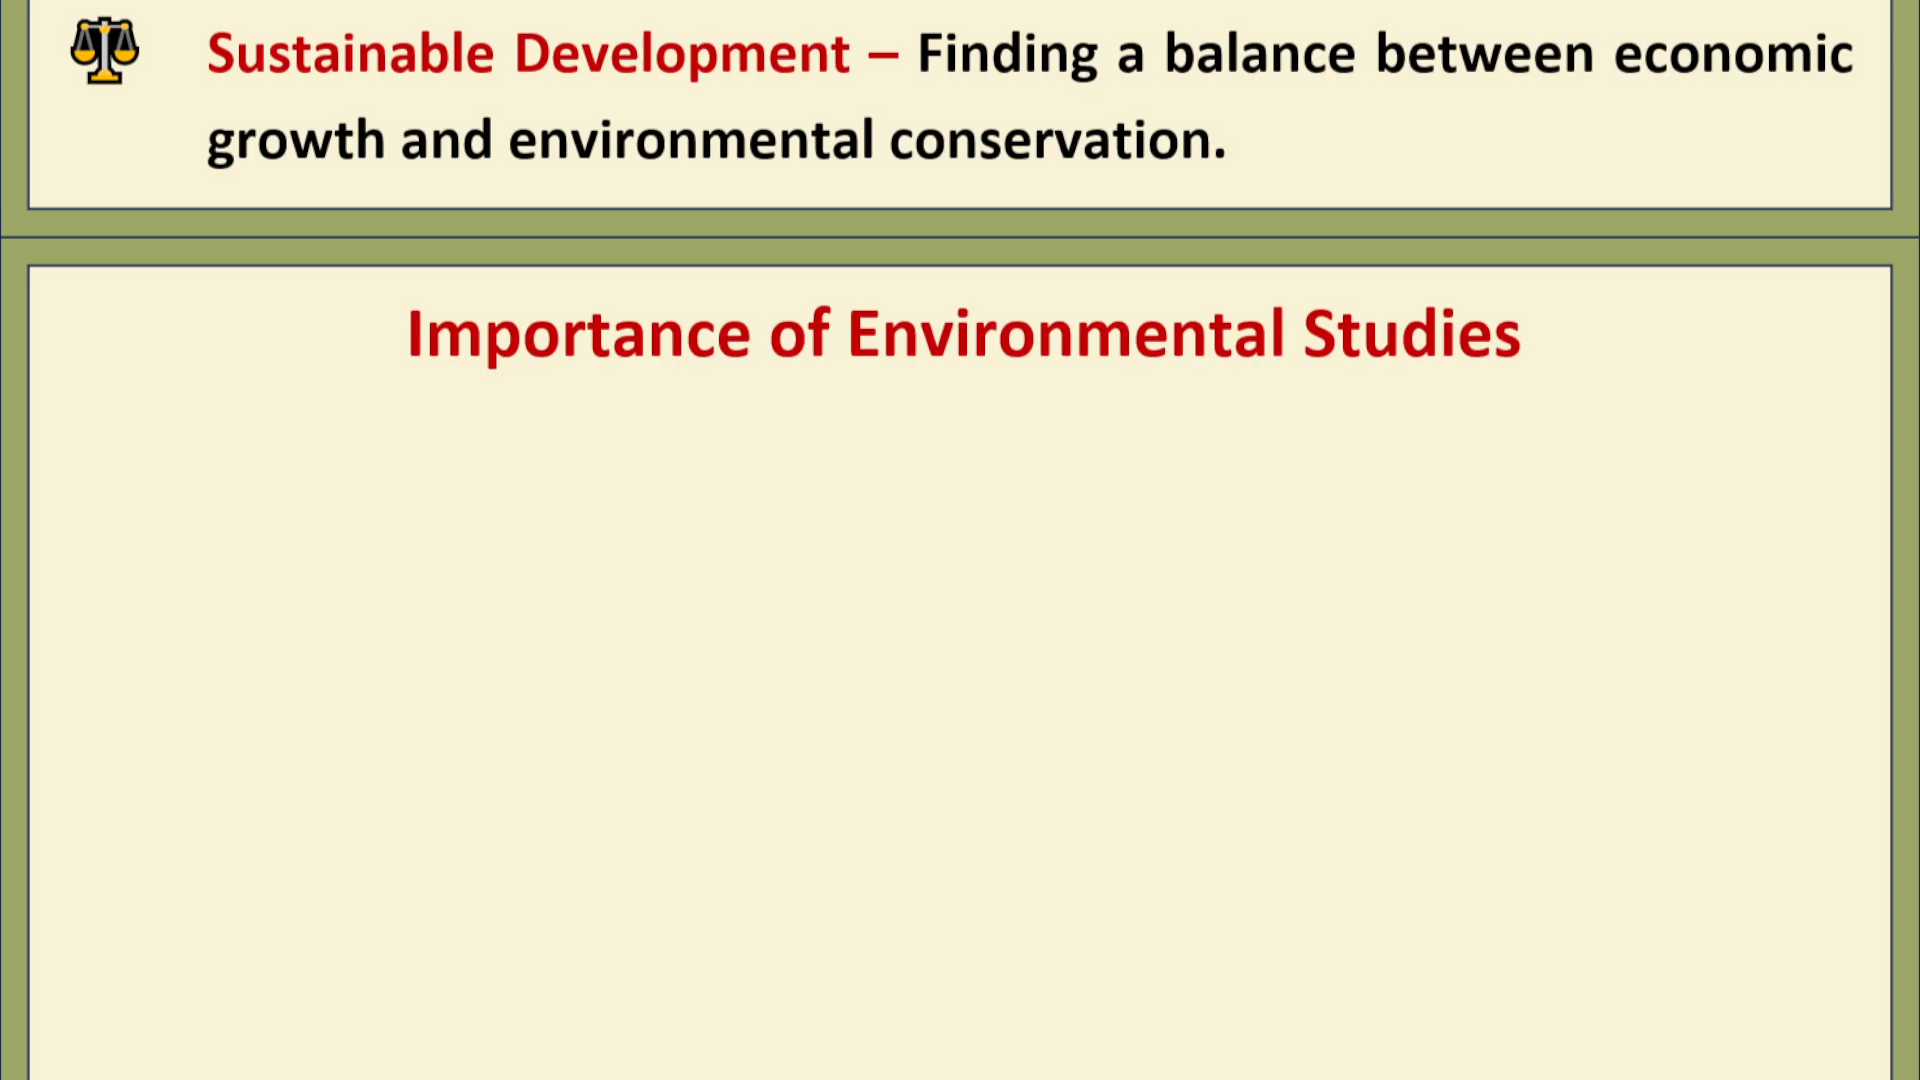 Sustainable Development – Finding a balance between economic
growth and environmental conservation.
Importance of Environmental Studies